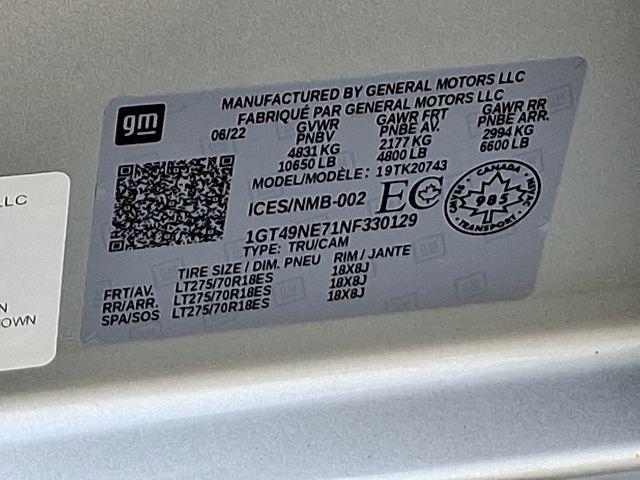 gm
MANUFACTURED BY GENERAL MOTORS LLC
FABRIQUÉ PAR GENERAL MOTORS LLC
06/22 GVWR GAWR FRT GAWR RR
PNBV PNBE AV. PNBE ARR.
4831 KG 2177 KG 2994 KG
10650 LB 4800 LB 6600 LB
MODEL/MODÈLE: 19TK20743
ICES/NMB-002 EC
CANADA
985
TRANSPORT
1GT49NE71NF330129
TYPE: TRU/CAM
TIRE SIZE / DIM. PNEU RIM / JANTE
FRT/AV. LT275/70R18ES 18X8J
RR/ARR. LT275/70R18ES 18X8J
SPA/SOS LT275/70R18ES 18X8J
LLC
N
OWN